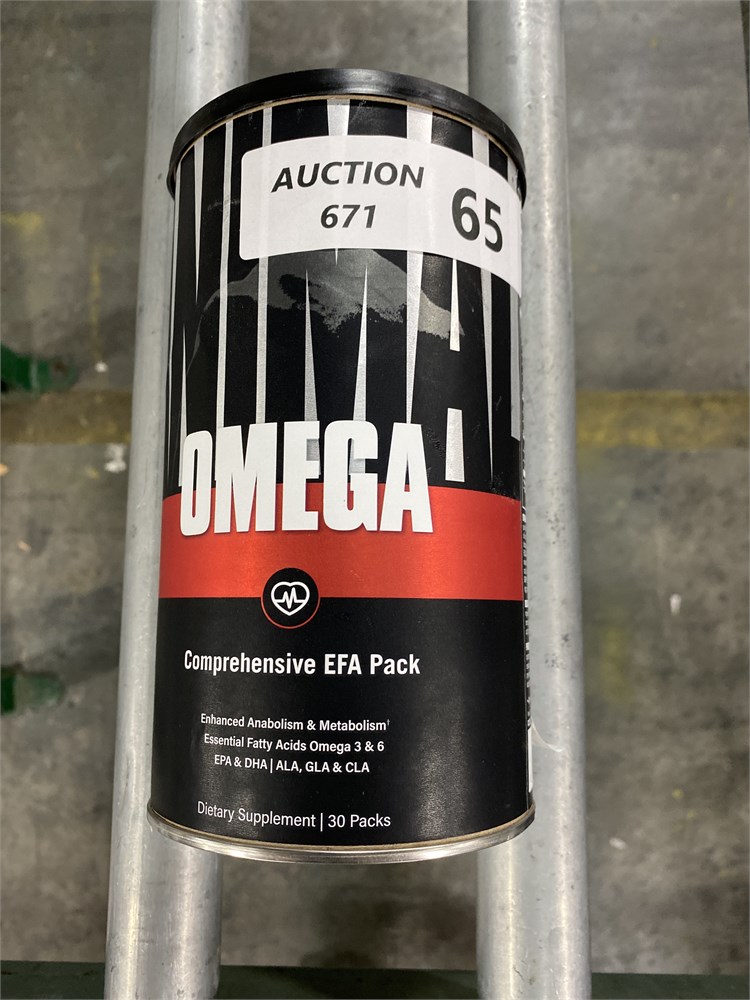 AUCTION
671
65
OMEGA
Comprehensive EFA Pack
Enhanced Anabolism & Metabolism†
Essential Fatty Acids Omega 3 & 6
EPA & DHA | ALA, GLA & CLA
Dietary Supplement | 30 Packs